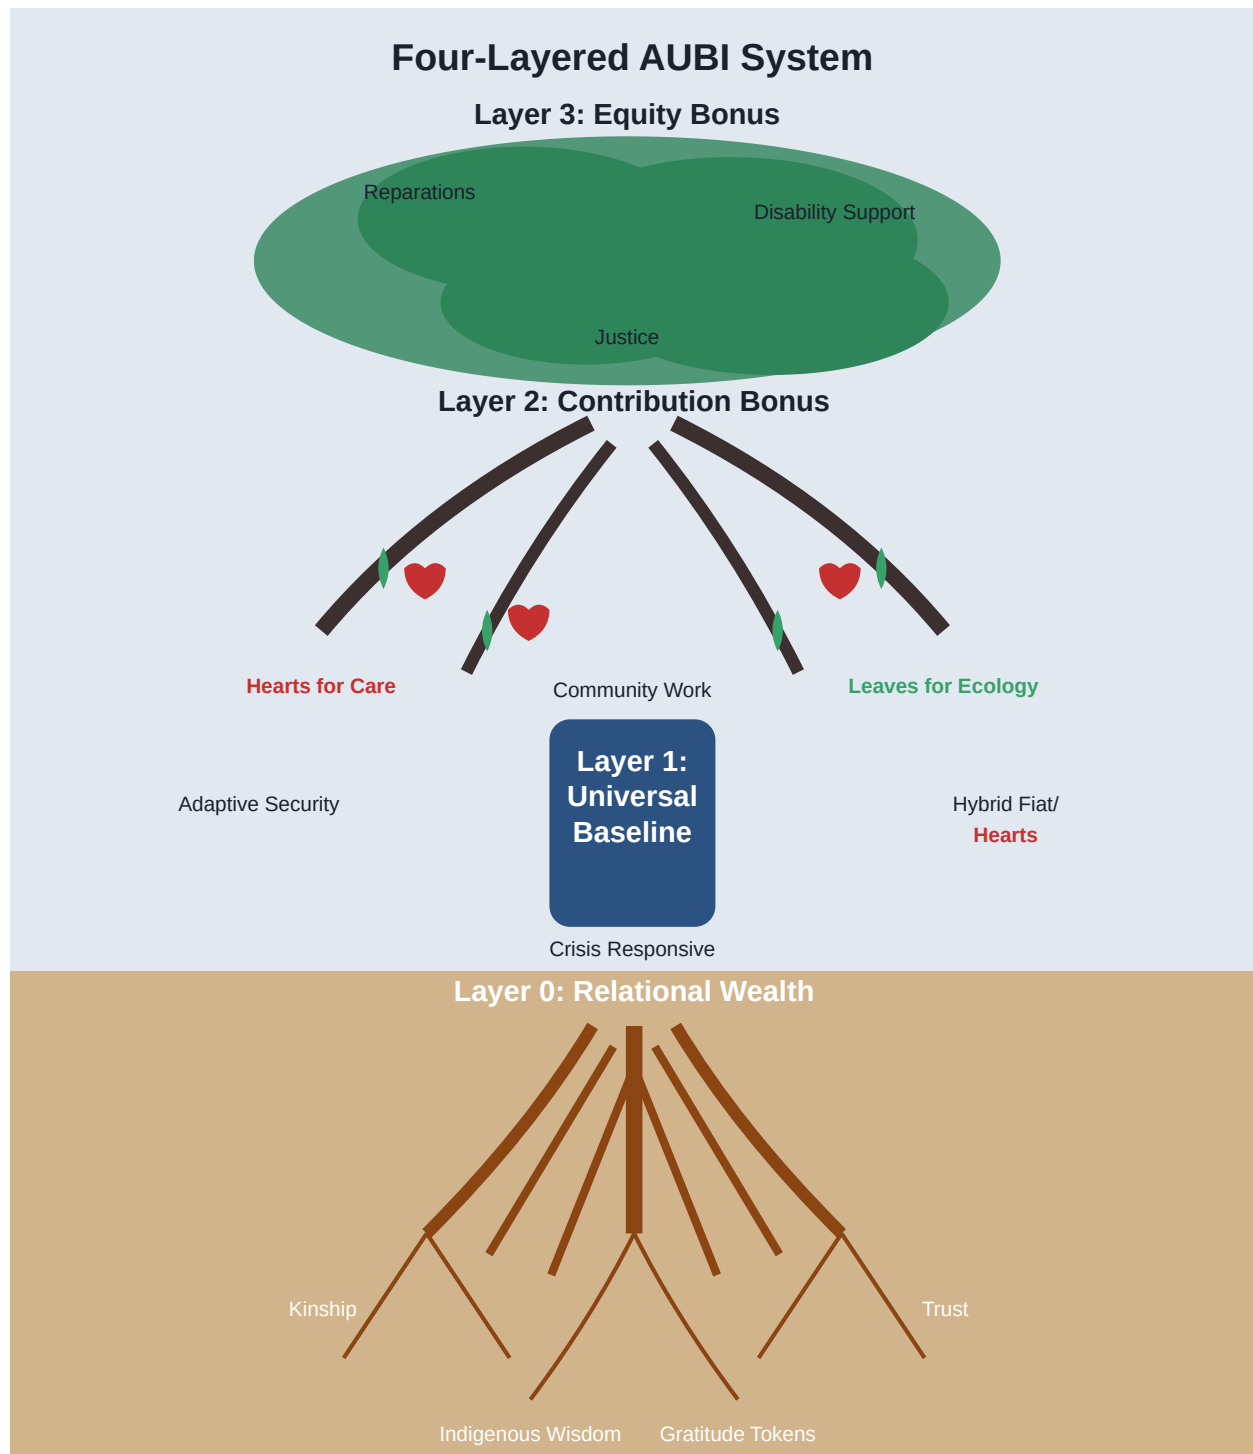 Four-Layered AUBI System
Layer 3: Equity Bonus
Reparations
Disability Support
Justice
Layer 2: Contribution Bonus
Hearts for Care
Community Work
Leaves for Ecology
Layer 1:
Universal
Baseline
Adaptive Security
Hybrid Fiat/
Hearts
Crisis Responsive
Layer 0: Relational Wealth
Kinship
Trust
Indigenous Wisdom
Gratitude Tokens